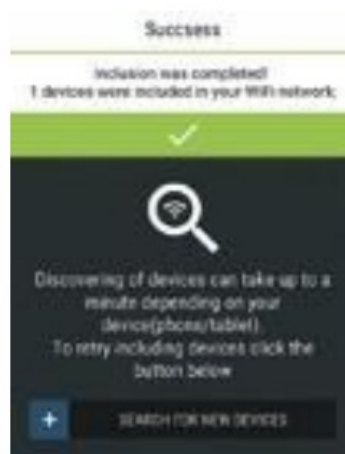 Succsess
Inclusion was completed!
1 devices were included in your WiFi network
Discovering of devices can take up to a
minute depending on your
device(phone/tablet).
To retry including devices click the
button below
SEARCH FOR NEW DEVICES